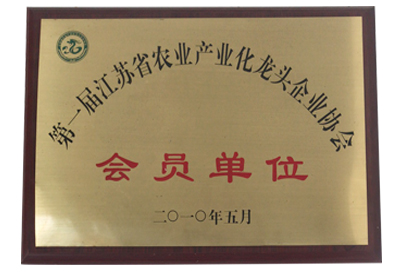 第一届江苏省农业产业化龙头企业协会
会员单位
二〇一〇年五月